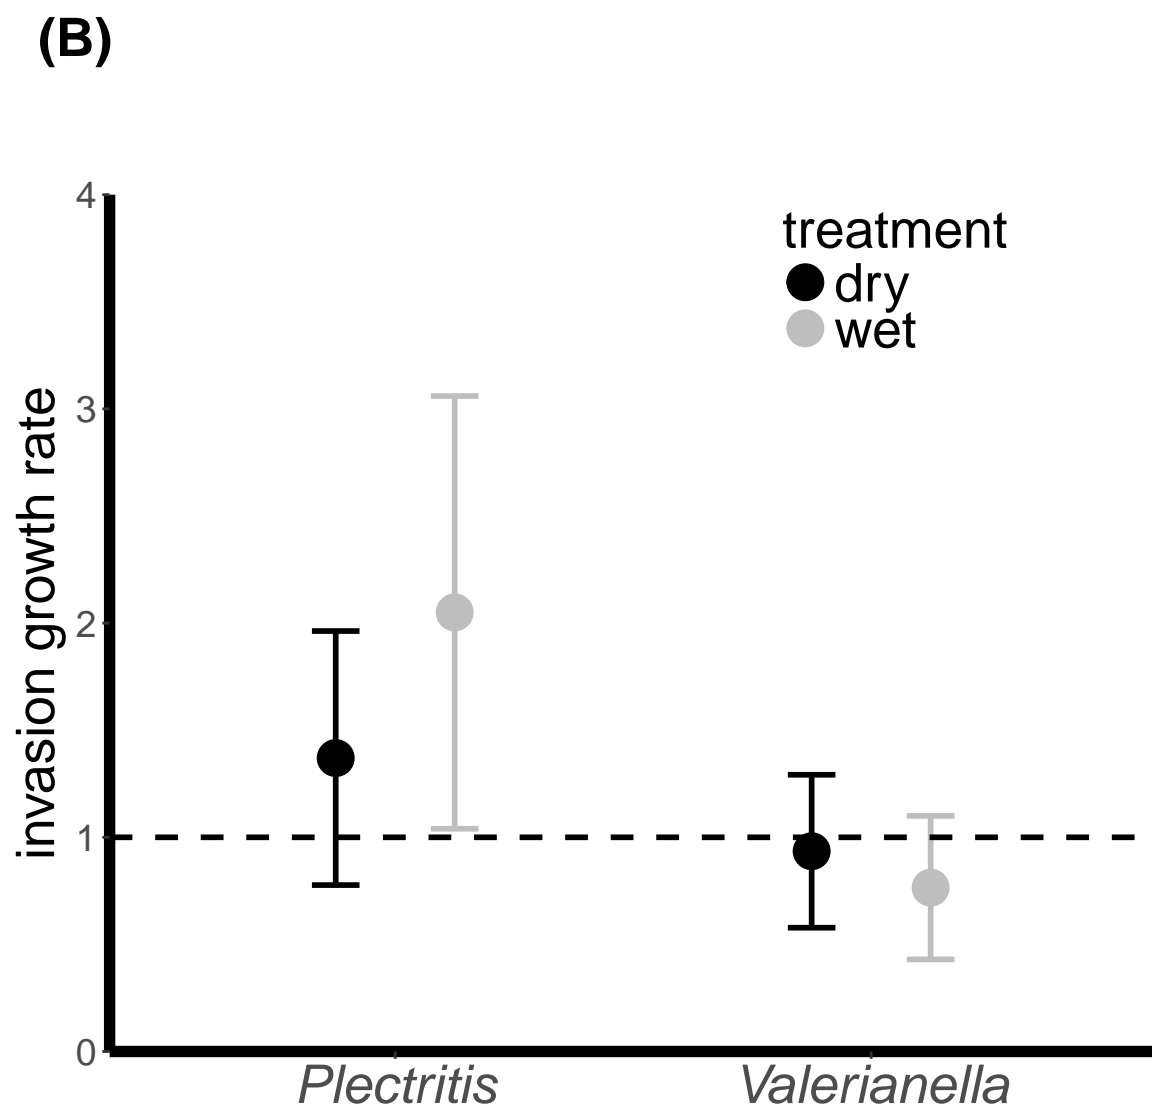 (B)
4
3
2
1
0
invasion growth rate
treatment
dry
wet
Plectritis
Valerianella